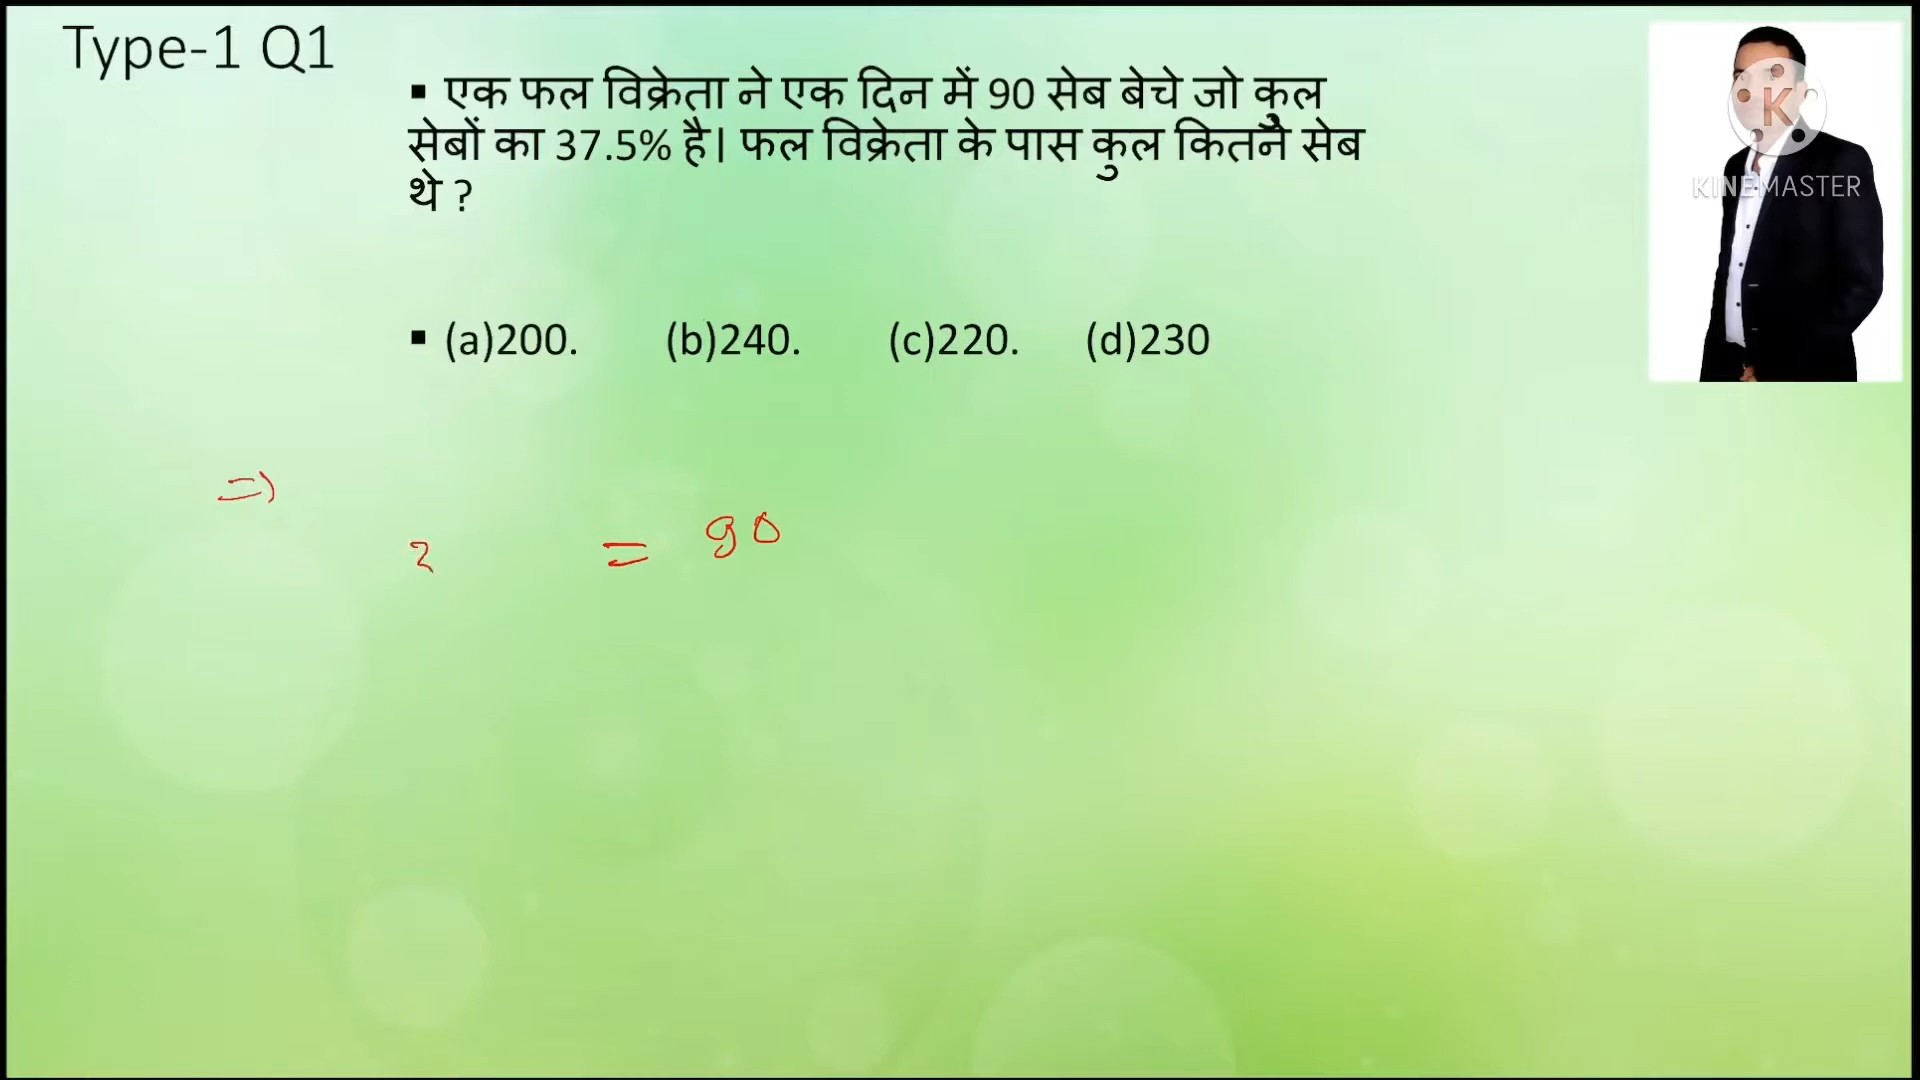 Type-1 Q1
▪ एक फल विक्रेता ने एक दिन में 90 सेब बेचे जो कुल
सेबों का 37.5% है। फल विक्रेता के पास कुल कितने सेब
थे ?
K
KINEMASTER
▪ (a)200. (b)240. (c)220. (d)230
=>
= 90